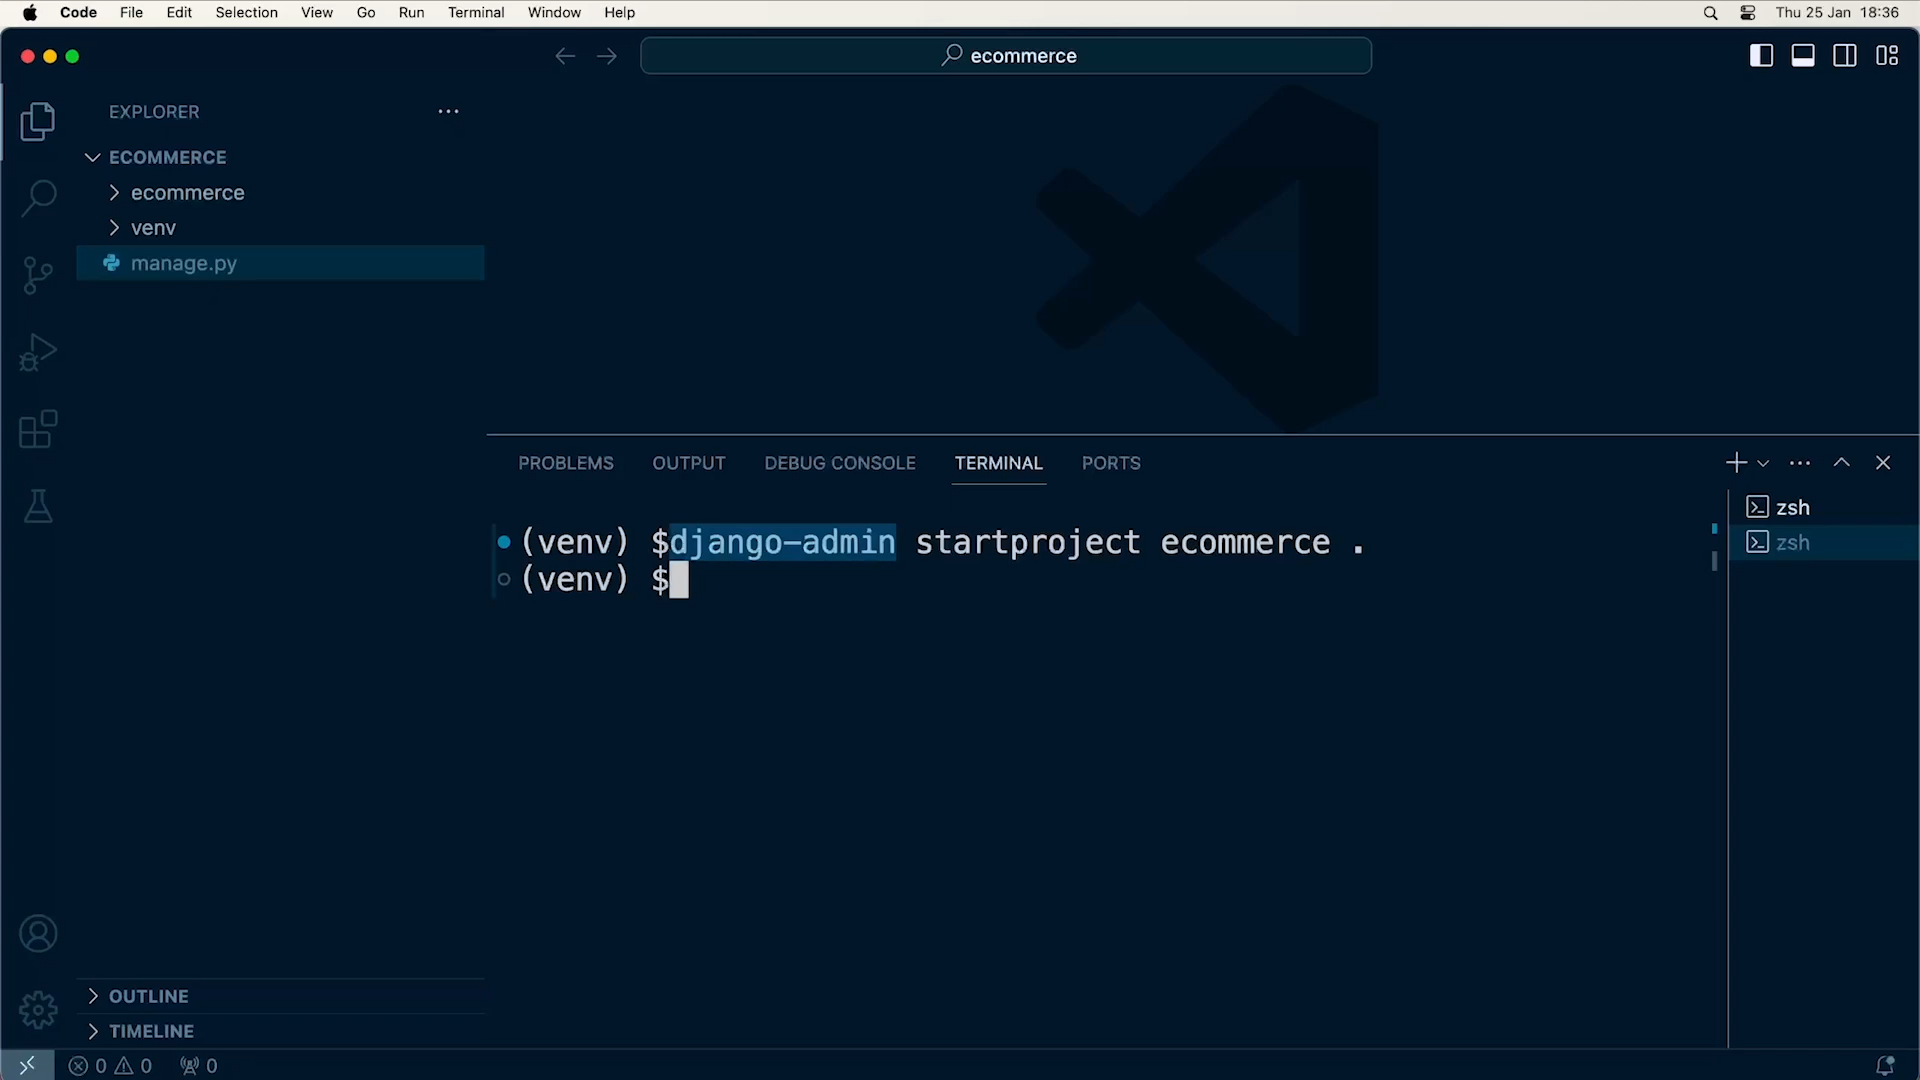 Code File Edit Selection View Go Run Terminal Window Help Thu 25 Jan 18:36
ecommerce
EXPLORER
ECOMMERCE
ecommerce
venv
manage.py
PROBLEMS OUTPUT DEBUG CONSOLE TERMINAL PORTS
zsh
zsh
(venv) $django-admin startproject ecommerce .
(venv) $
OUTLINE
TIMELINE
0 0 0